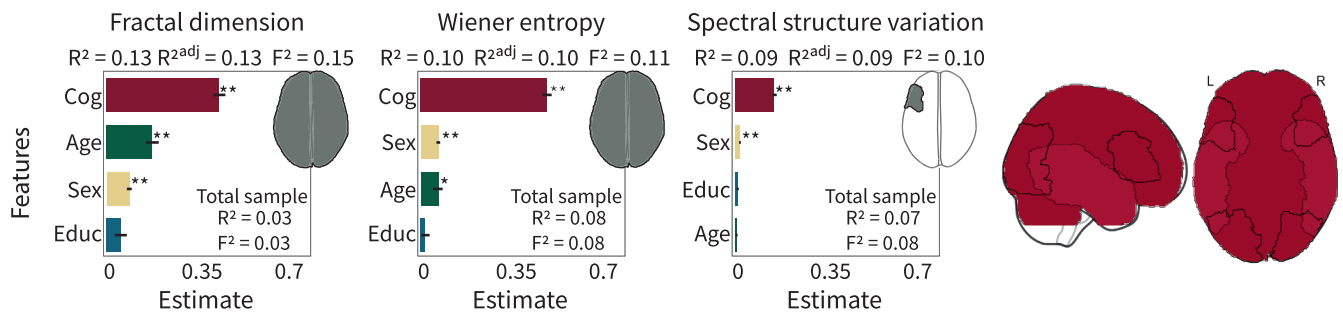 Fractal dimension
R² = 0.13 R²ᵃᵈʲ = 0.13 F² = 0.15
Features
Cog **
Age **
Sex **
Educ
Total sample
R² = 0.03
F² = 0.03
0 0.35 0.7
Estimate
Wiener entropy
R² = 0.10 R²ᵃᵈʲ = 0.10 F² = 0.11
Cog **
Sex **
Age *
Educ
Total sample
R² = 0.08
F² = 0.08
0 0.35 0.7
Estimate
Spectral structure variation
R² = 0.09 R²ᵃᵈʲ = 0.09 F² = 0.10
Cog **
Sex **
Educ
Age
Total sample
R² = 0.07
F² = 0.08
0 0.35 0.7
Estimate
L R